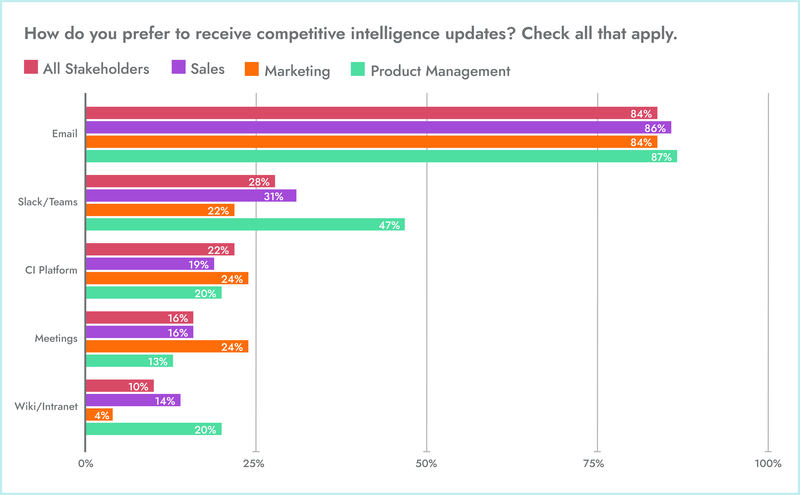 How do you prefer to receive competitive intelligence updates? Check all that apply.
All Stakeholders Sales Marketing Product Management
Email
84%
86%
84%
87%
Slack/Teams
28%
31%
22%
47%
CI Platform
22%
19%
24%
20%
Meetings
16%
16%
24%
13%
Wiki/Intranet
10%
14%
4%
20%
0% 25% 50% 75% 100%